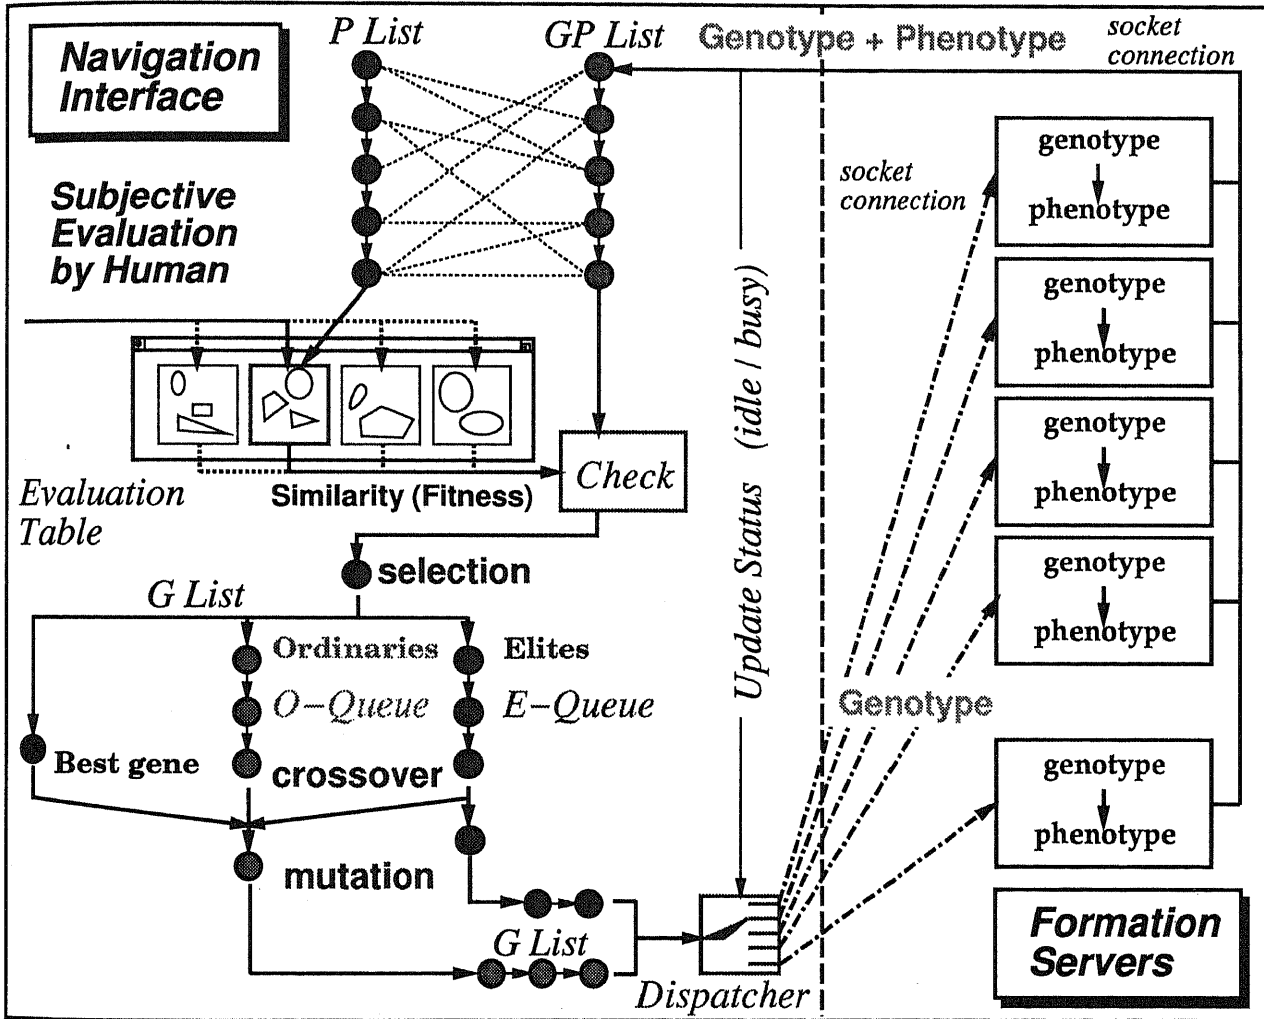 Navigation
Interface
P List
GP List
Genotype + Phenotype
socket
connection
Subjective
Evaluation
by Human
socket
connection
genotype
phenotype
genotype
phenotype
genotype
phenotype
genotype
phenotype
genotype
phenotype
Update Status (idle / busy)
Evaluation
Table
Similarity (Fitness)
Check
selection
G List
Ordinaries
Elites
O-Queue
E-Queue
Best gene
crossover
mutation
G List
Dispatcher
Genotype
Formation
Servers